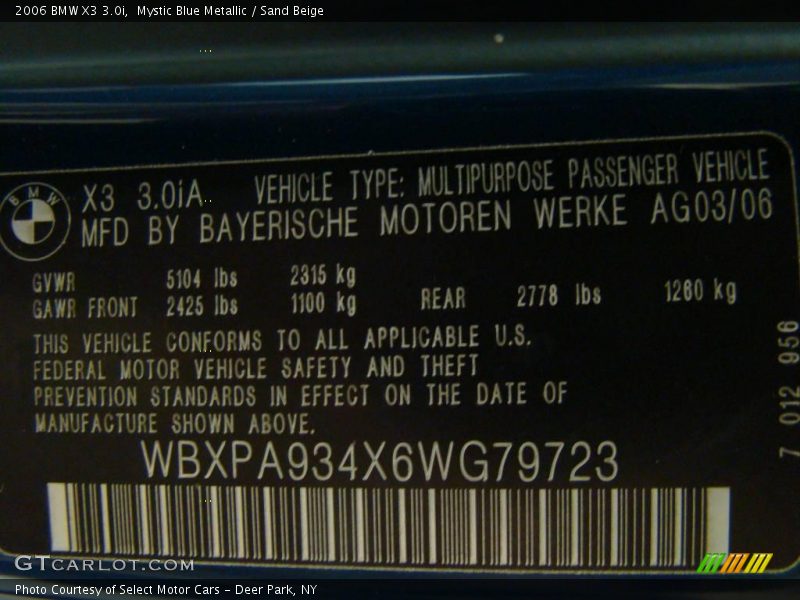 2006 BMW X3 3.0i,  Mystic Blue Metallic / Sand Beige
BMW
X3 3.0iA VEHICLE TYPE: MULTIPURPOSE PASSENGER VEHICLE
MFD BY BAYERISCHE MOTOREN WERKE AG 03/06
GVWR 5104 lbs 2315 kg
GAWR FRONT 2425 lbs 1100 kg REAR 2778 lbs 1260 kg
THIS VEHICLE CONFORMS TO ALL APPLICABLE U.S.
FEDERAL MOTOR VEHICLE SAFETY AND THEFT
PREVENTION STANDARDS IN EFFECT ON THE DATE OF
MANUFACTURE SHOWN ABOVE.
WBXPA934X6WG79723
7 012 956
GTCARLOT.COM
Photo Courtesy of Select Motor Cars - Deer Park, NY